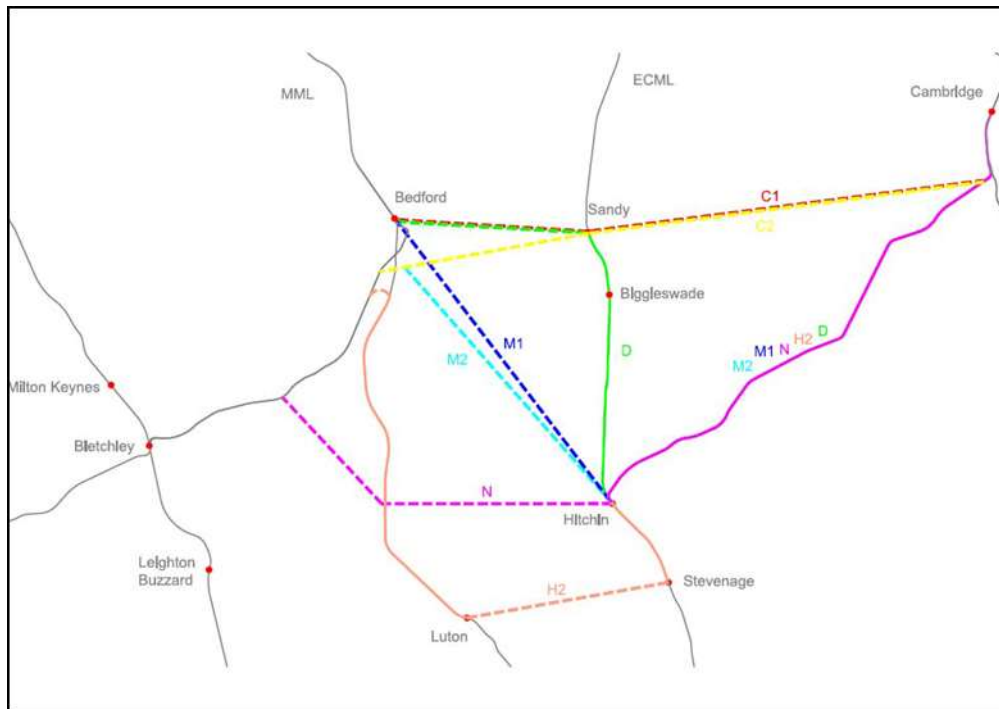 ECML
MML
Cambridge
Bedford
C1
Sandy
C2
Biggleswade
M1
D
H2
D
M1
N
M2
M2
Milton Keynes
Bletchley
N
Hitchin
Leighton
Buzzard
Stevenage
H2
Luton